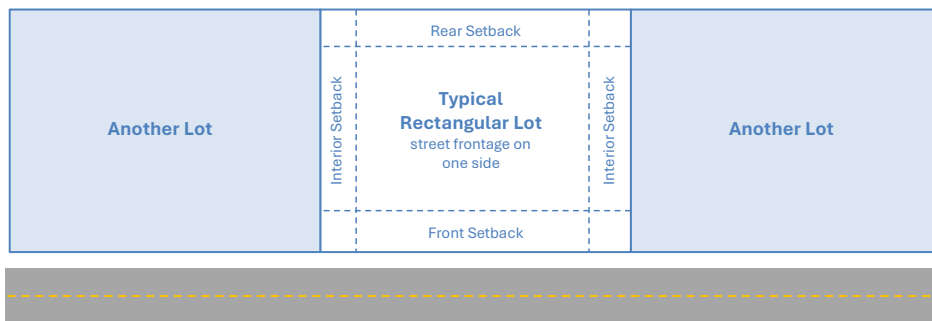 Rear Setback
Another Lot
Interior Setback
Typical
Rectangular Lot
street frontage on
one side
Interior Setback
Another Lot
Front Setback